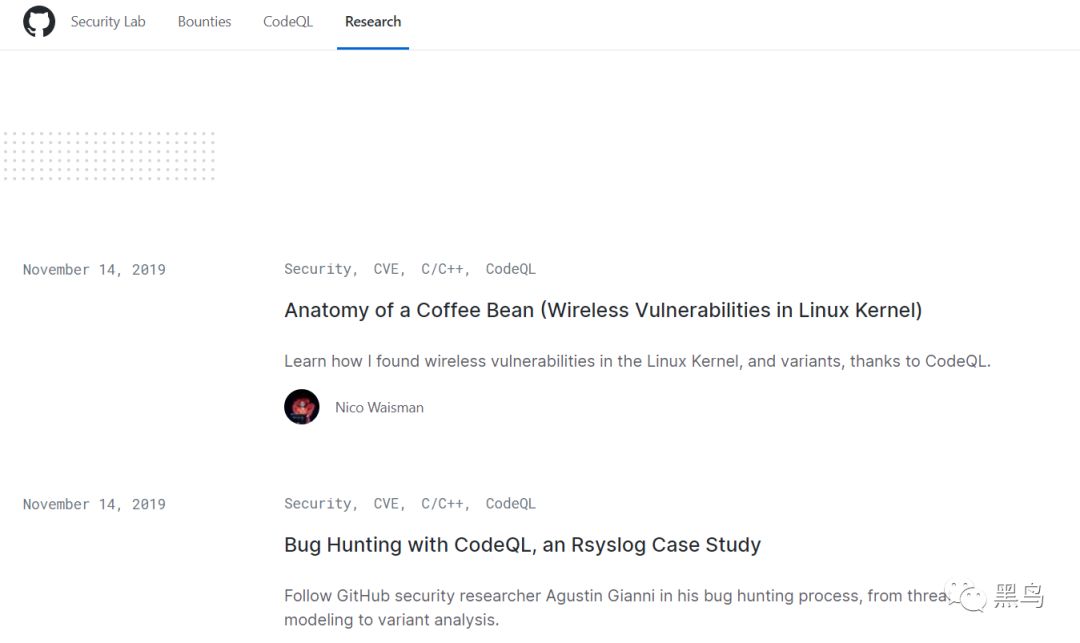 Security Lab Bounties CodeQL Research
November 14, 2019
Security, CVE, C/C++, CodeQL
Anatomy of a Coffee Bean (Wireless Vulnerabilities in Linux Kernel)
Learn how I found wireless vulnerabilities in the Linux Kernel, and variants, thanks to CodeQL.
Nico Waisman
November 14, 2019
Security, CVE, C/C++, CodeQL
Bug Hunting with CodeQL, an Rsyslog Case Study
Follow GitHub security researcher Agustin Gianni in his bug hunting process, from threa
modeling to variant analysis.
黑鸟